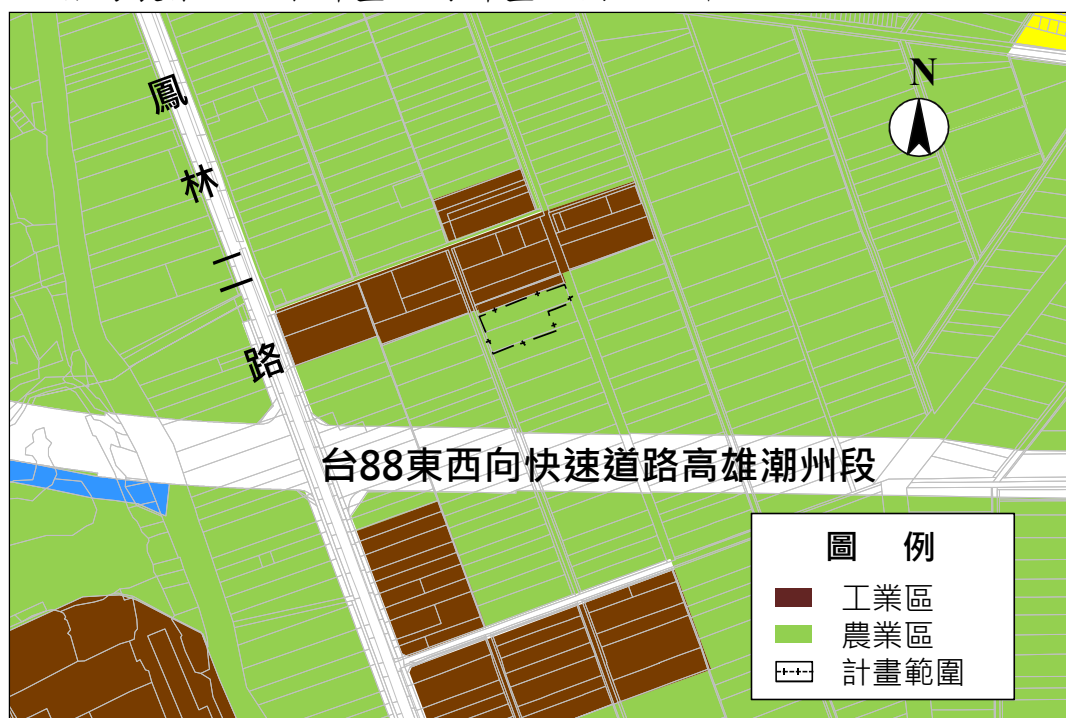 N
鳳林二路
台88東西向快速道路高雄潮州段
圖 例
工業區
農業區
計畫範圍